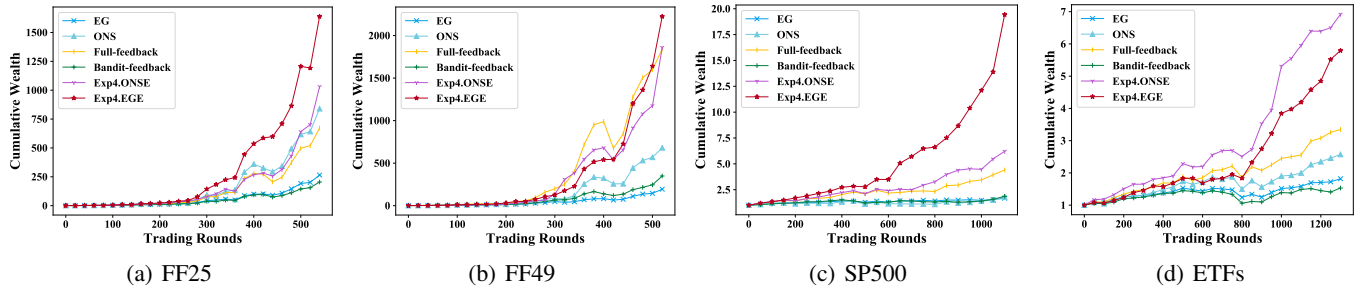 Cumulative Wealth
1500
1250
1000
750
500
250
0
EG
ONS
Full-feedback
Bandit-feedback
Exp4.ONSE
Exp4.EGE
0 100 200 300 400 500
Trading Rounds
(a) FF25
Cumulative Wealth
2000
1500
1000
500
0
EG
ONS
Full-feedback
Bandit-feedback
Exp4.ONSE
Exp4.EGE
0 100 200 300 400 500
Trading Rounds
(b) FF49
Cumulative Wealth
20.0
17.5
15.0
12.5
10.0
7.5
5.0
2.5
EG
ONS
Full-feedback
Bandit-feedback
Exp4.ONSE
Exp4.EGE
0 200 400 600 800 1000
Trading Rounds
(c) SP500
Cumulative Wealth
7
6
5
4
3
2
1
EG
ONS
Full-feedback
Bandit-feedback
Exp4.ONSE
Exp4.EGE
0 200 400 600 800 1000 1200
Trading Rounds
(d) ETFs